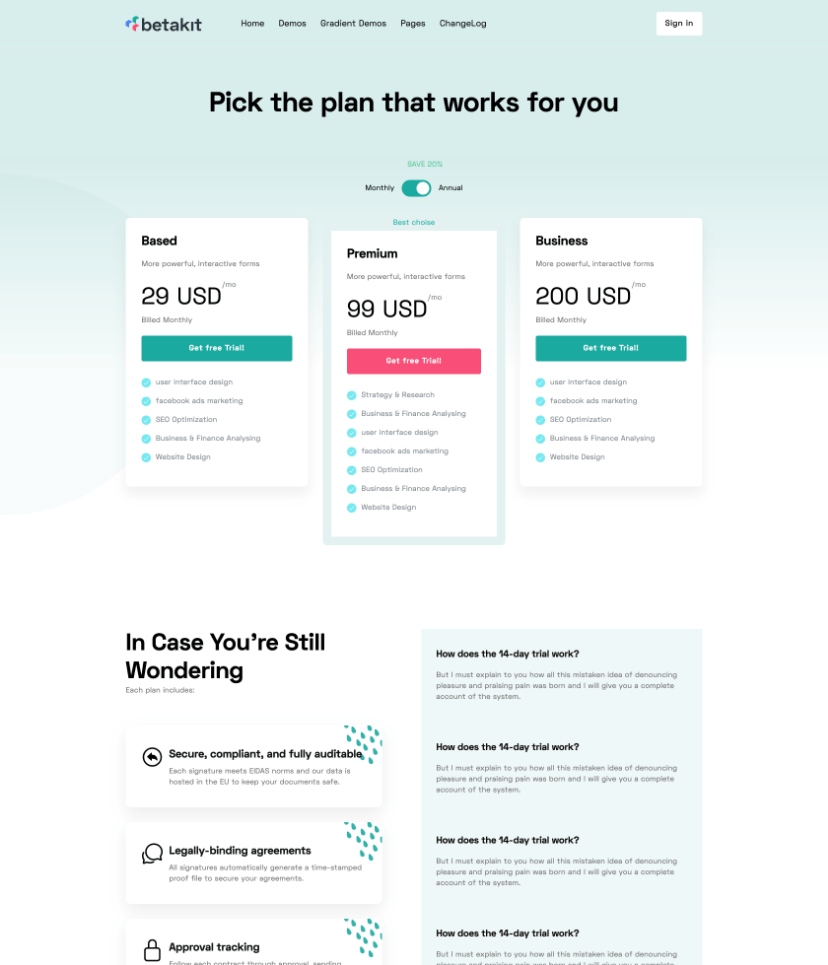 betakit
Home Demos Gradient Demos Pages ChangeLog
Sign in
Pick the plan that works for you
SAVE 20%
Monthly Annual
Based
More powerful, interactive forms
29 USD /mo
Billed Monthly
Get free Trial!
user interface design
facebook ads marketing
SEO Optimization
Business & Finance Analysing
Website Design
Best choise
Premium
More powerful, interactive forms
99 USD /mo
Billed Monthly
Get free Trial!
Strategy & Research
Business & Finance Analysing
user interface design
facebook ads marketing
SEO Optimization
Business & Finance Analysing
Website Design
Business
More powerful, interactive forms
200 USD /mo
Billed Monthly
Get free Trial!
user interface design
facebook ads marketing
SEO Optimization
Business & Finance Analysing
Website Design
In Case You're Still
Wondering
Each plan includes:
Secure, compliant, and fully auditable
Each signature meets EIDAS norms and our data is
hosted in the EU to keep your documents safe.
Legally-binding agreements
All signatures automatically generate a time-stamped
proof file to secure your agreements.
Approval tracking
Follow each contract through approval, sending
How does the 14-day trial work?
But I must explain to you how all this mistaken idea of denouncing
pleasure and praising pain was born and I will give you a complete
account of the system.
How does the 14-day trial work?
But I must explain to you how all this mistaken idea of denouncing
pleasure and praising pain was born and I will give you a complete
account of the system.
How does the 14-day trial work?
But I must explain to you how all this mistaken idea of denouncing
pleasure and praising pain was born and I will give you a complete
account of the system.
How does the 14-day trial work?
But I must explain to you how all this mistaken idea of denouncing